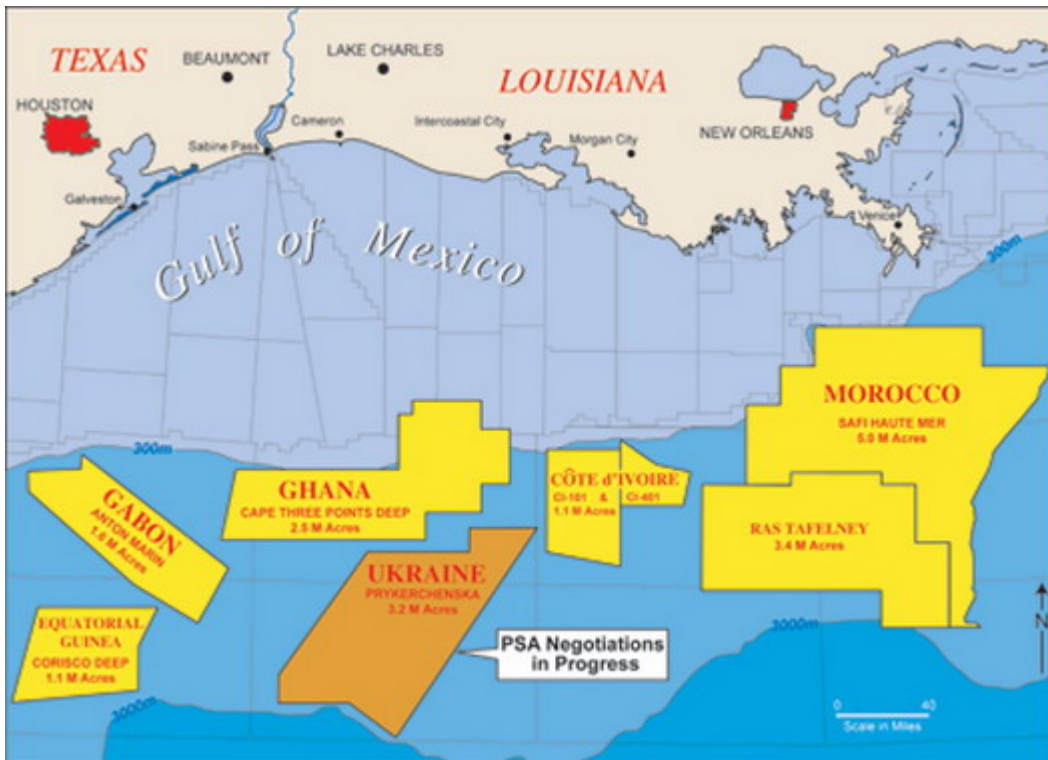 TEXAS
BEAUMONT
LAKE CHARLES
LOUISIANA
HOUSTON
Cameron
Intercoastal City
NEW ORLEANS
Sabine Pass
Morgan City
Galveston
Venice
Gulf of Mexico
300m
300m
MOROCCO
SAFI HAUTE MER
5.0 M Acres
GABON
ANTON MARIN
1.6 M Acres
GHANA
CAPE THREE POINTS DEEP
2.5 M Acres
CÔTE d'IVOIRE
CI-101 & CI-401
1.1 M Acres
RAS TAFELNEY
3.4 M Acres
UKRAINE
PRYKERCHENSKA
3.2 M Acres
EQUATORIAL
GUINEA
CORISCO DEEP
1.1 M Acres
PSA Negotiations
in Progress
3000m
3000m
N
0 40
Scale in Miles